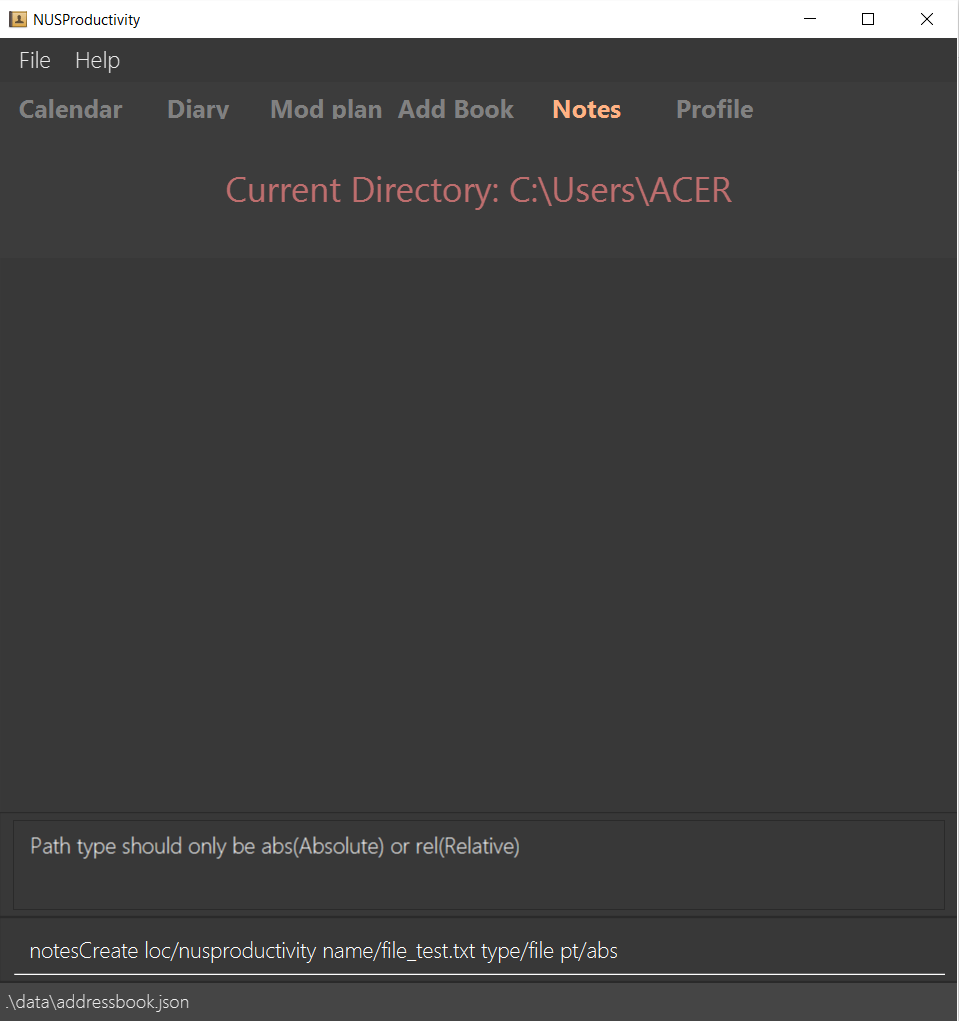 NUSProductivity
File Help
Calendar Diary Mod plan Add Book Notes Profile
Current Directory: C:\Users\ACER
Path type should only be abs(Absolute) or rel(Relative)
notesCreate loc/nusproductivity name/file_test.txt type/file pt/abs
.\data\addressbook.json